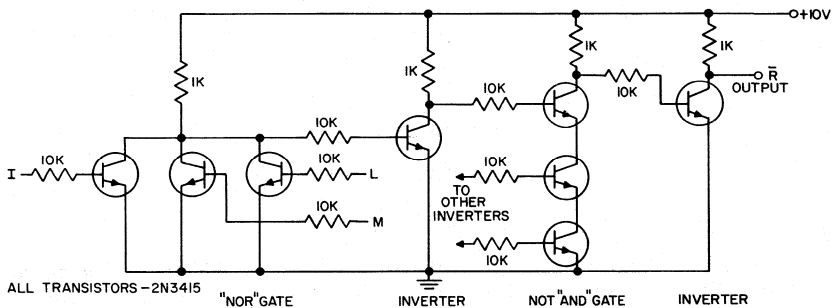 +10V
1K
1K
1K
1K
R̄
OUTPUT
10K
10K
10K
10K
I
10K
L
10K
TO
OTHER
INVERTERS
10K
M
10K
ALL TRANSISTORS-2N3415
"NOR" GATE
INVERTER
NOT "AND" GATE
INVERTER